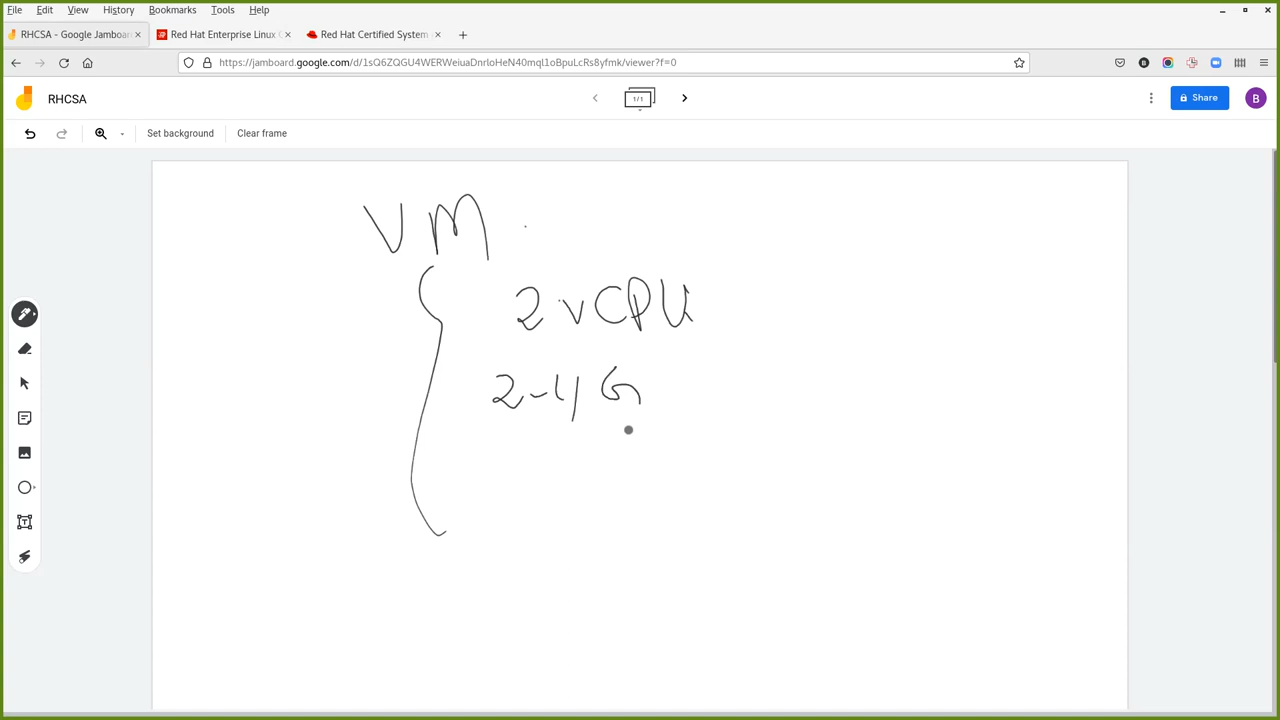 File Edit View History Bookmarks Tools Help
RHCSA - Google Jamboar
Red Hat Enterprise Linux
Red Hat Certified System
https://jamboard.google.com/d/1sQ6ZQGU4WERWeiuaDnrIoHeN40mql1oBpuLcRs8yfmk/viewer?f=0
RHCSA
1/1
Share
B
Set background
Clear frame
VM
2 vCPU
2-4 G